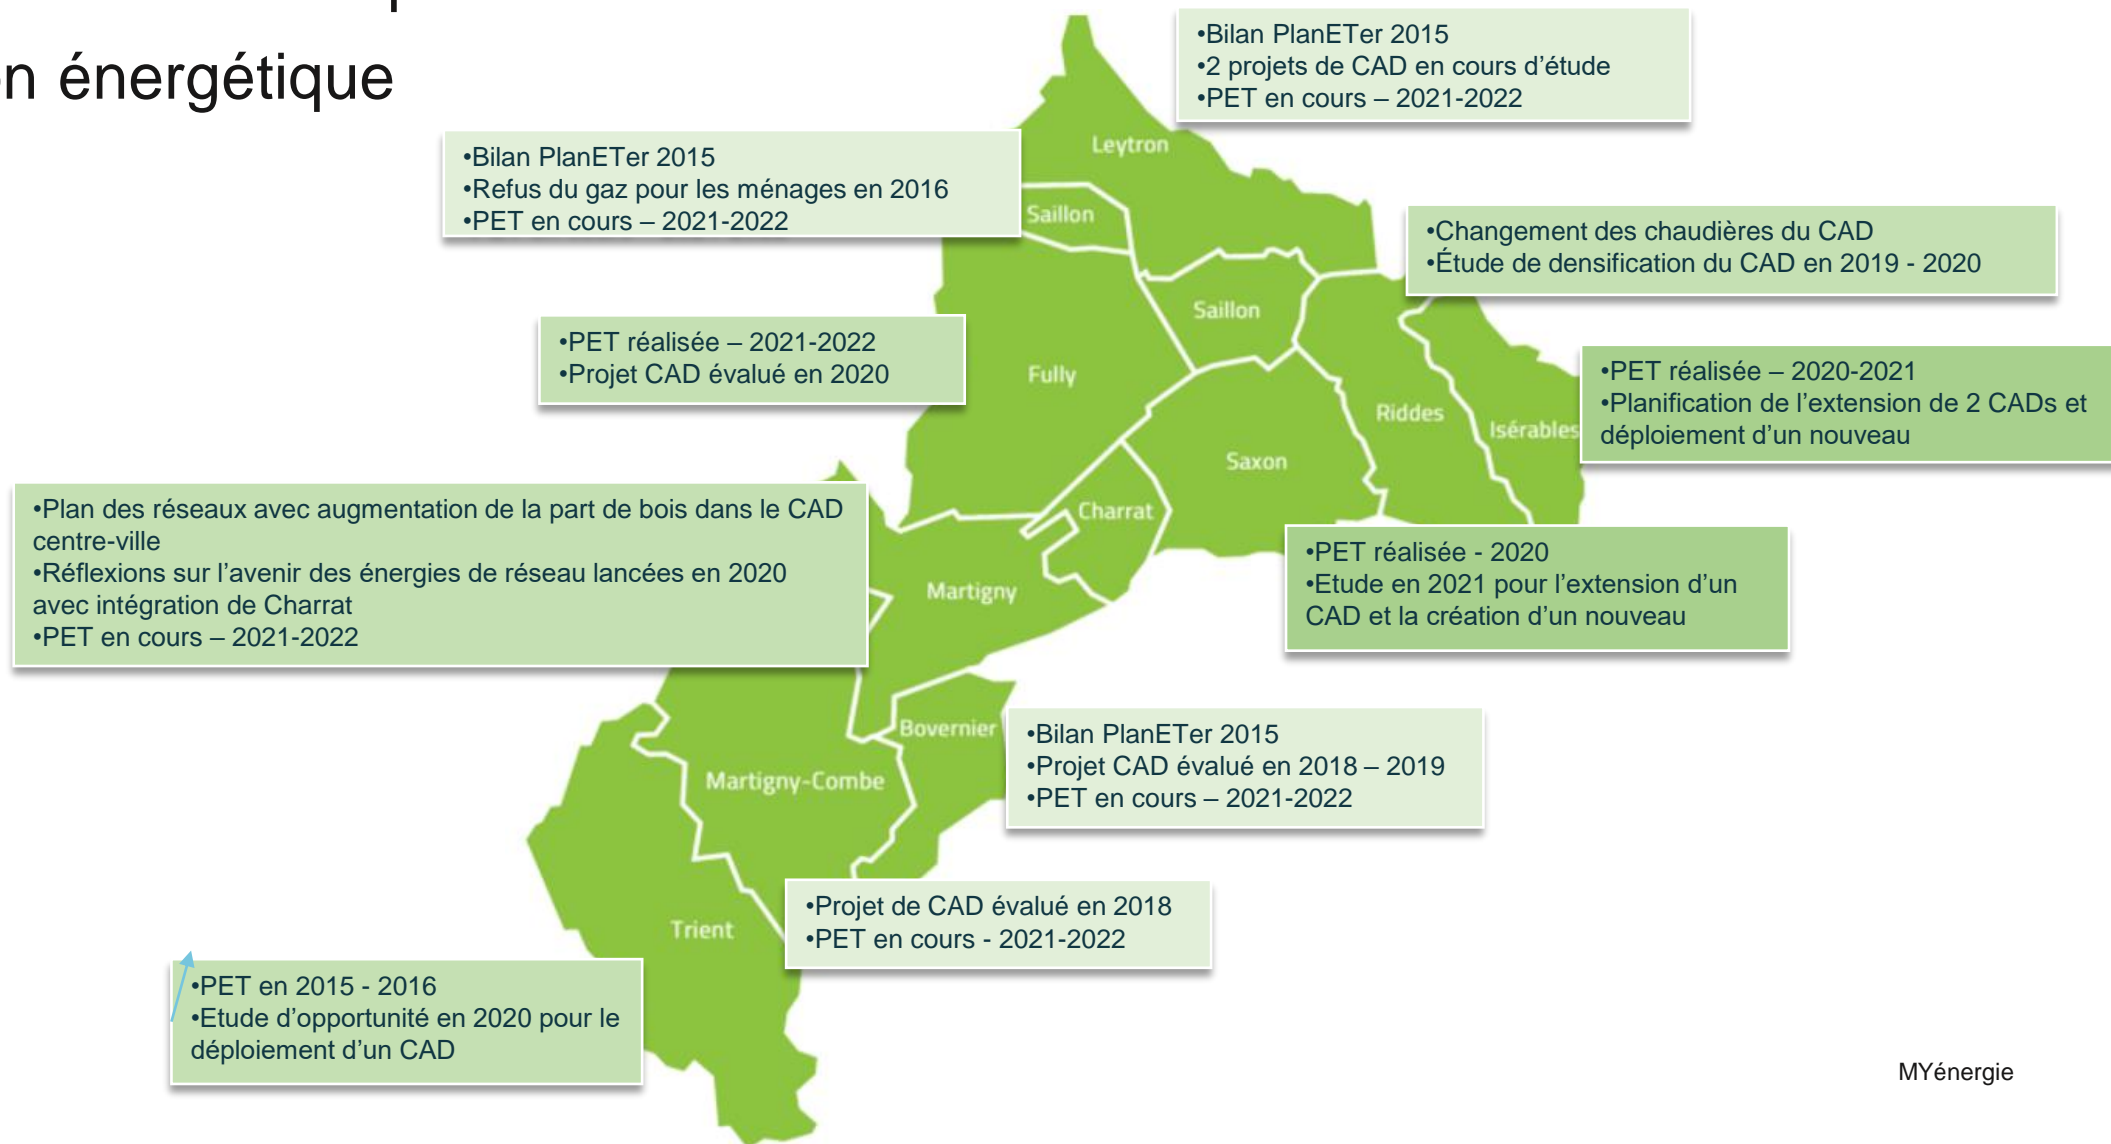 n énergétique
•Bilan PlanETer 2015
•2 projets de CAD en cours d’étude
•PET en cours – 2021-2022
Leytron
•Bilan PlanETer 2015
•Refus du gaz pour les ménages en 2016
•PET en cours – 2021-2022
Saillon
•Changement des chaudières du CAD
•Étude de densification du CAD en 2019 - 2020
Saillon
•PET réalisée – 2021-2022
•Projet CAD évalué en 2020
Fully
•PET réalisée – 2020-2021
•Planification de l’extension de 2 CADs et
déploiement d’un nouveau
Riddes
Isérables
Saxon
Charrat
•Plan des réseaux avec augmentation de la part de bois dans le CAD
centre-ville
•Réflexions sur l’avenir des énergies de réseau lancées en 2020
avec intégration de Charrat
•PET en cours – 2021-2022
Martigny
•PET réalisée - 2020
•Etude en 2021 pour l’extension d’un
CAD et la création d’un nouveau
Bovernier
•Bilan PlanETer 2015
•Projet CAD évalué en 2018 – 2019
•PET en cours – 2021-2022
Martigny-Combe
•Projet de CAD évalué en 2018
•PET en cours - 2021-2022
Trient
•PET en 2015 - 2016
•Etude d’opportunité en 2020 pour le
déploiement d’un CAD
MYénergie